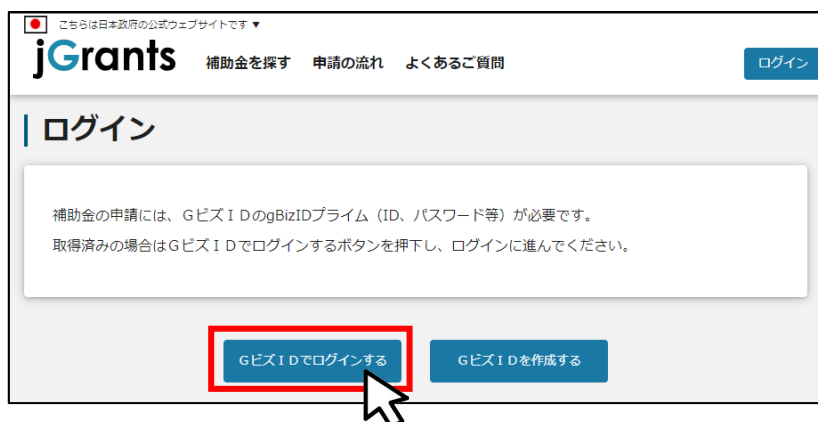 こちらは日本政府の公式ウェブサイトです ▼
jGrants 補助金を探す 申請の流れ よくあるご質問 ログイン
ログイン
補助金の申請には、GビズIDのgBizIDプライム（ID、パスワード等）が必要です。
取得済みの場合はGビズIDでログインするボタンを押下し、ログインに進んでください。
GビズIDでログインする GビズIDを作成する